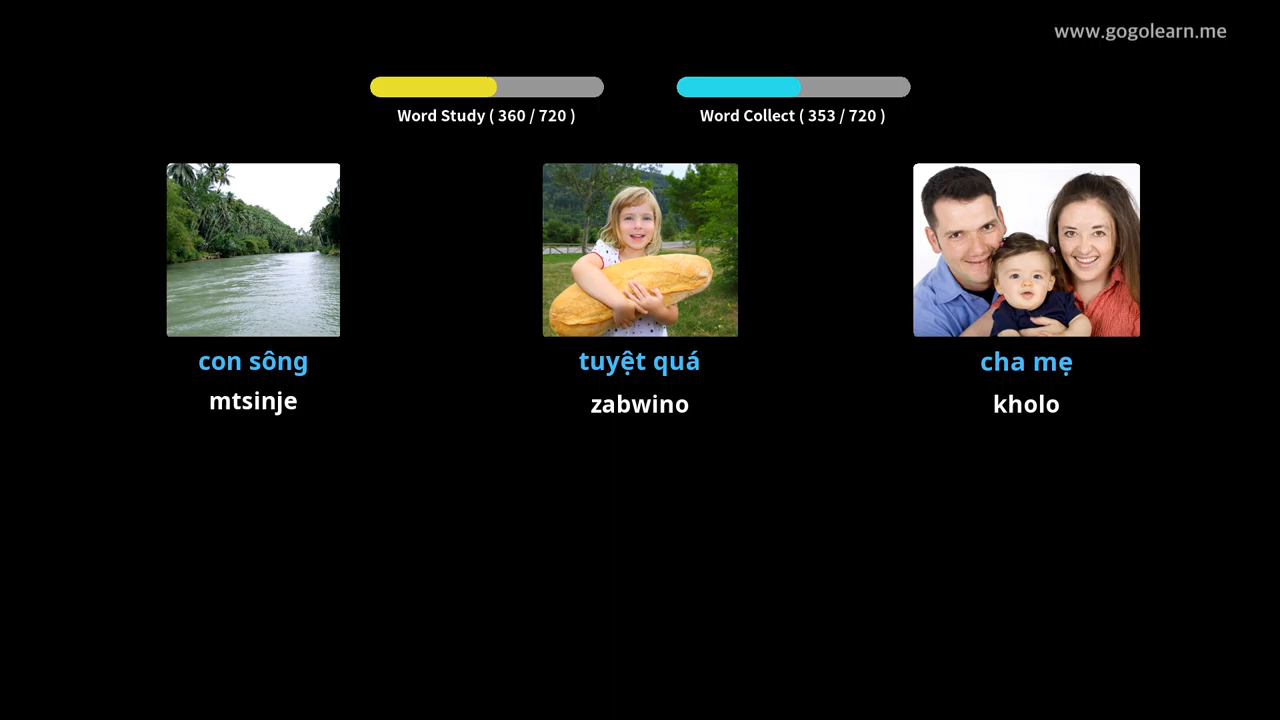 www.gogolearn.me
Word Study ( 360 / 720 )
Word Collect ( 353 / 720 )
con sông
tuyệt quá
cha mẹ
mtsinje
zabwino
kholo